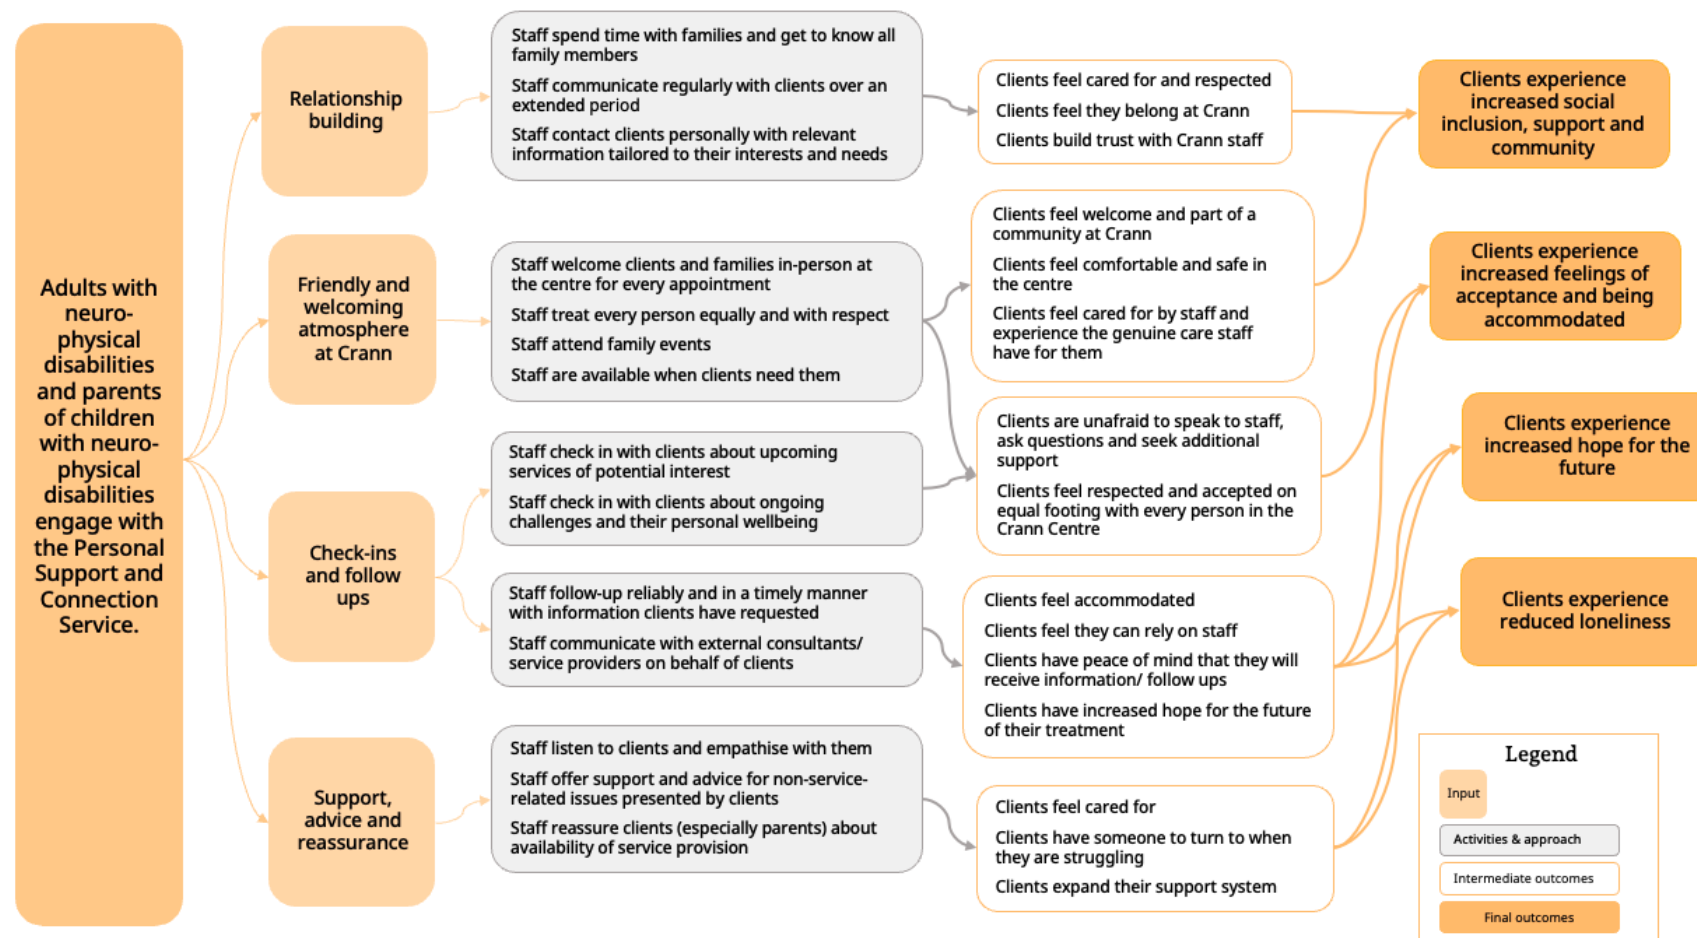 Adults with
neuro-
physical
disabilities
and parents
of children
with neuro-
physical
disabilities
engage with
the Personal
Support and
Connection
Service.
Relationship
building
Friendly and
welcoming
atmosphere
at Crann
Check-ins
and follow
ups
Support,
advice and
reassurance
Staff spend time with families and get to know all
family members
Staff communicate regularly with clients over an
extended period
Staff contact clients personally with relevant
information tailored to their interests and needs
Staff welcome clients and families in-person at
the centre for every appointment
Staff treat every person equally and with respect
Staff attend family events
Staff are available when clients need them
Staff check in with clients about upcoming
services of potential interest
Staff check in with clients about ongoing
challenges and their personal wellbeing
Staff follow-up reliably and in a timely manner
with information clients have requested
Staff communicate with external consultants/
service providers on behalf of clients
Staff listen to clients and empathise with them
Staff offer support and advice for non-service-
related issues presented by clients
Staff reassure clients (especially parents) about
availability of service provision
Clients feel cared for and respected
Clients feel they belong at Crann
Clients build trust with Crann staff
Clients feel welcome and part of a
community at Crann
Clients feel comfortable and safe in
the centre
Clients feel cared for by staff and
experience the genuine care staff
have for them
Clients are unafraid to speak to staff,
ask questions and seek additional
support
Clients feel respected and accepted on
equal footing with every person in the
Crann Centre
Clients feel accommodated
Clients feel they can rely on staff
Clients have peace of mind that they will
receive information/ follow ups
Clients have increased hope for the future
of their treatment
Clients feel cared for
Clients have someone to turn to when
they are struggling
Clients expand their support system
Clients experience
increased social
inclusion, support and
community
Clients experience
increased feelings of
acceptance and being
accommodated
Clients experience
increased hope for the
future
Clients experience
reduced loneliness
Legend
Input
Activities & approach
Intermediate outcomes
Final outcomes